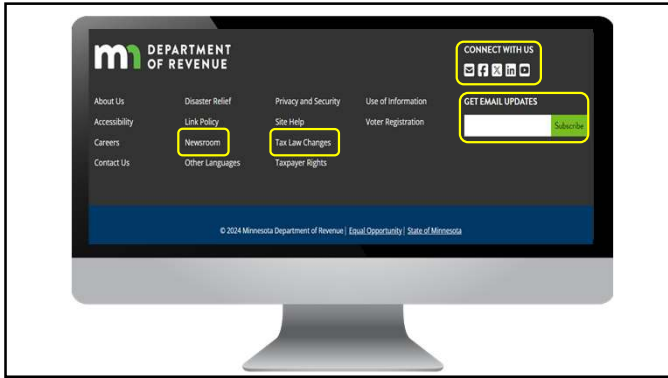 DEPARTMENT
OF REVENUE
CONNECT WITH US
About Us
Disaster Relief
Privacy and Security
Use of Information
GET EMAIL UPDATES
Accessibility
Link Policy
Site Help
Voter Registration
Subscribe
Careers
Newsroom
Tax Law Changes
Contact Us
Other Languages
Taxpayer Rights
© 2024 Minnesota Department of Revenue | Equal Opportunity | State of Minnesota